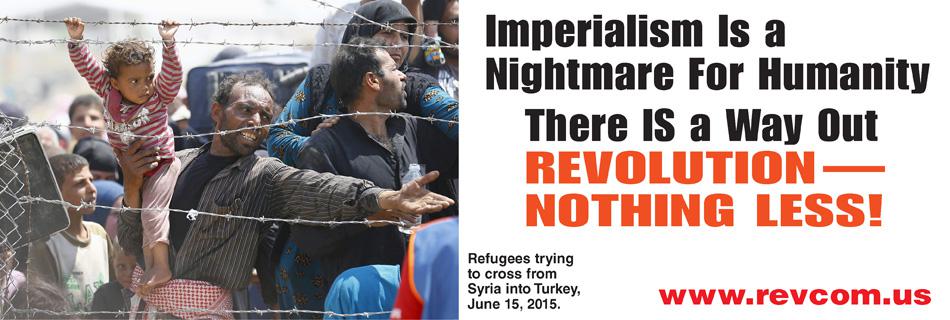 Imperialism Is a
Nightmare For Humanity
There IS a Way Out
REVOLUTION—
NOTHING LESS!
Refugees trying
to cross from
Syria into Turkey,
June 15, 2015.
www.revcom.us